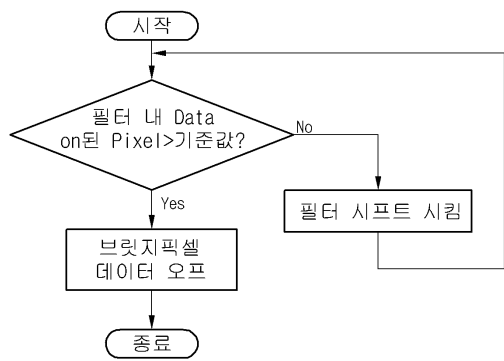 시작
필터 내 Data
on된 Pixel>기준값?
No
Yes
필터 시프트 시킴
브릿지픽셀
데이터 오프
종료